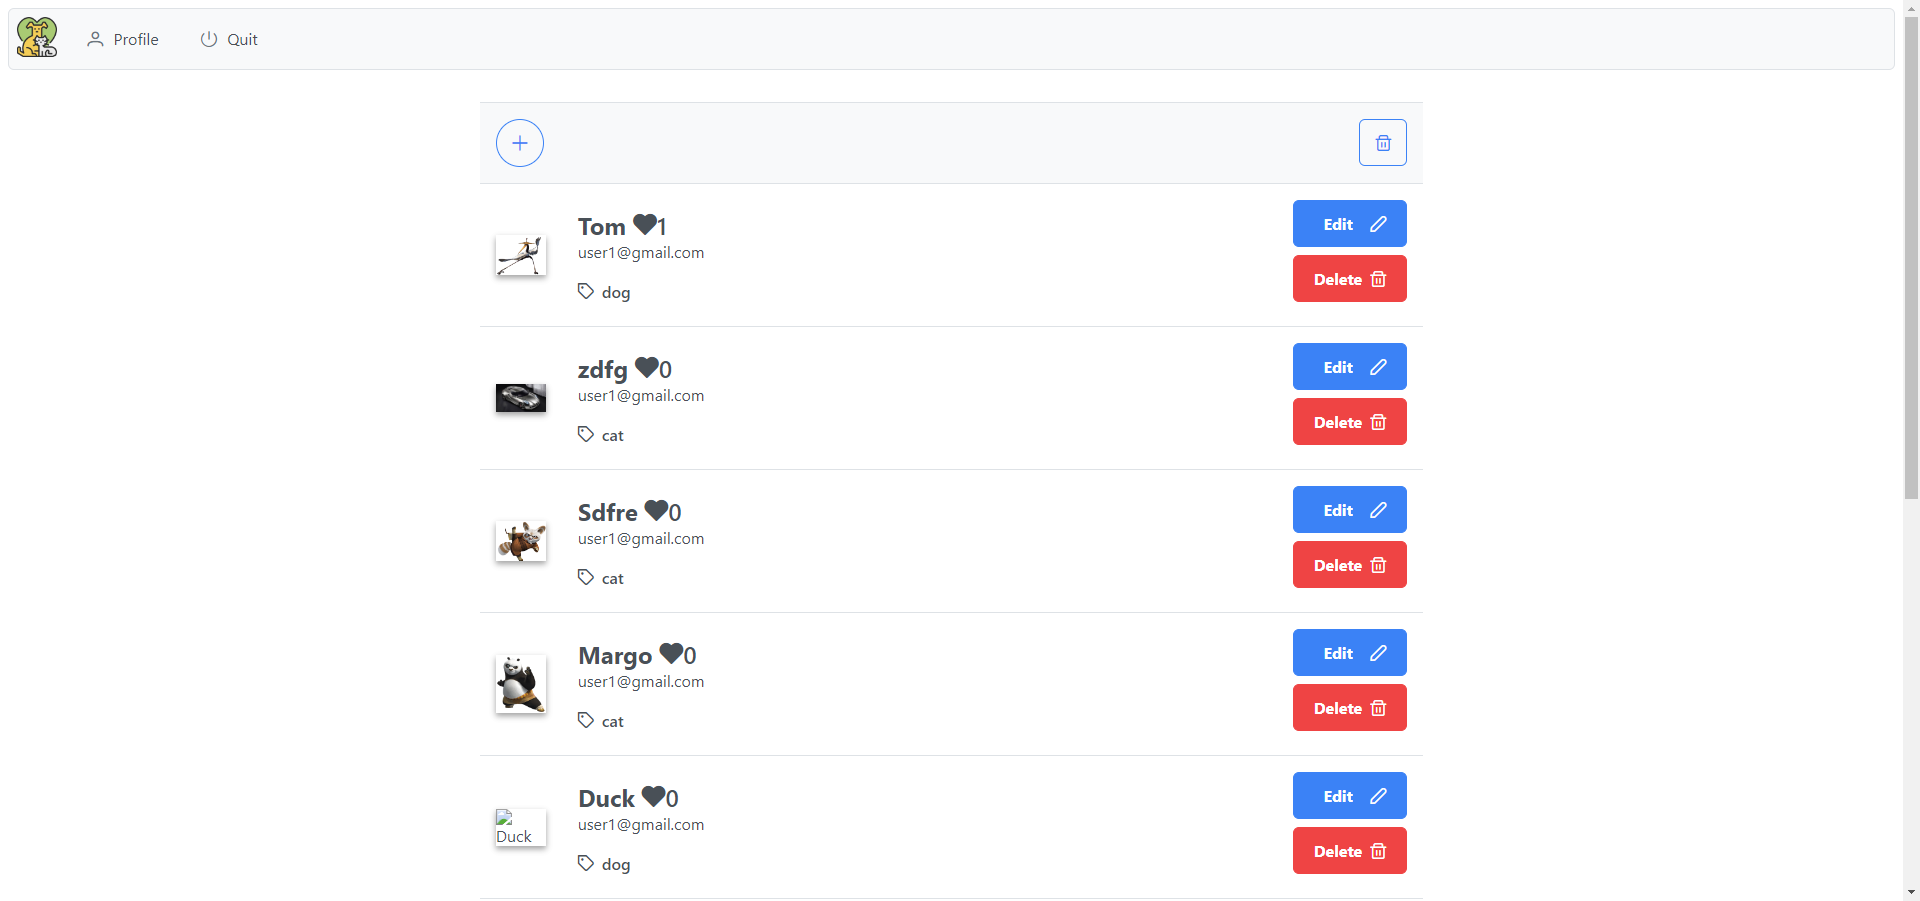 Profile
Quit
Tom 1
user1@gmail.com
dog
Edit
Delete
zdfg 0
user1@gmail.com
cat
Edit
Delete
Sdfre 0
user1@gmail.com
cat
Edit
Delete
Margo 0
user1@gmail.com
cat
Edit
Delete
Duck 0
user1@gmail.com
Duck
dog
Edit
Delete